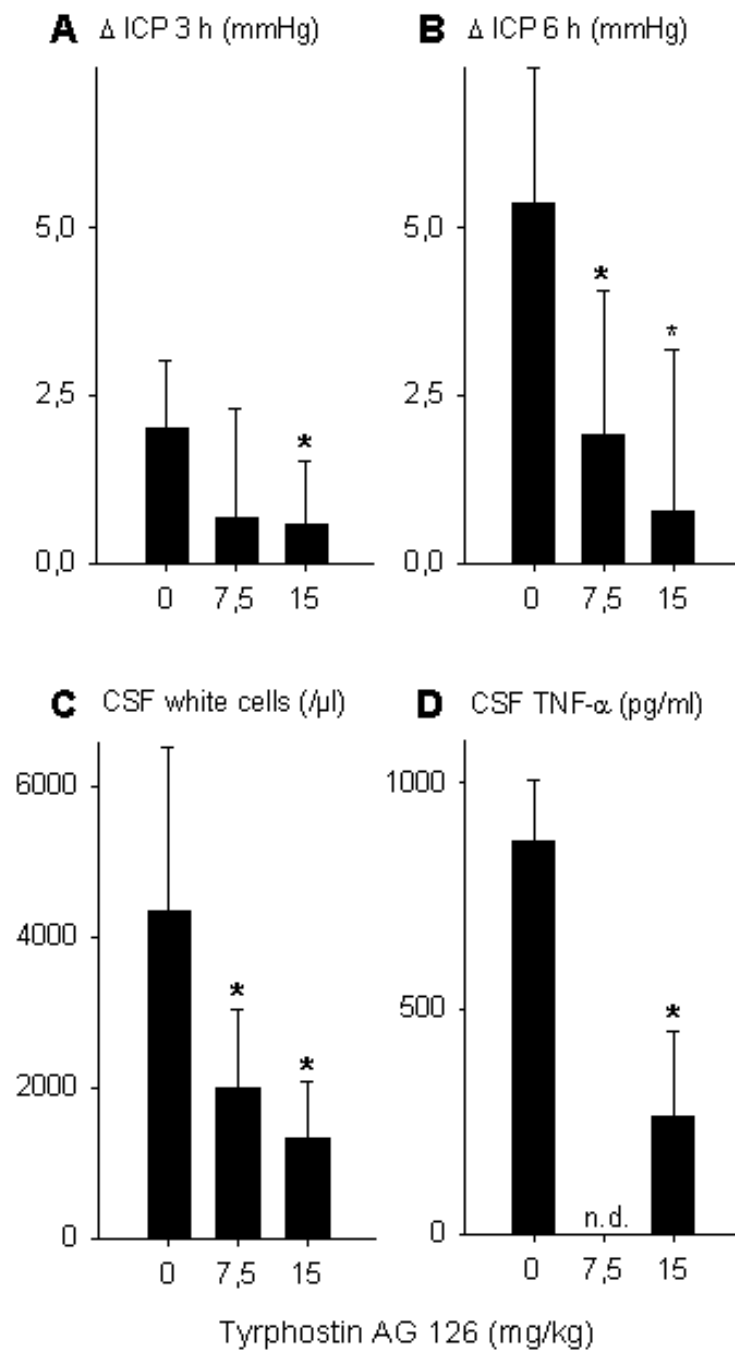 A Δ ICP 3 h (mmHg)
B Δ ICP 6 h (mmHg)
5,0
2,5
0,0
*
0 7,5 15
5,0
2,5
0,0
*
*
0 7,5 15
C CSF white cells (/µl)
D CSF TNF-α (pg/ml)
6000
4000
2000
0
*
*
0 7,5 15
1000
500
0
*
n.d.
0 7,5 15
Tyrphostin AG 126 (mg/kg)